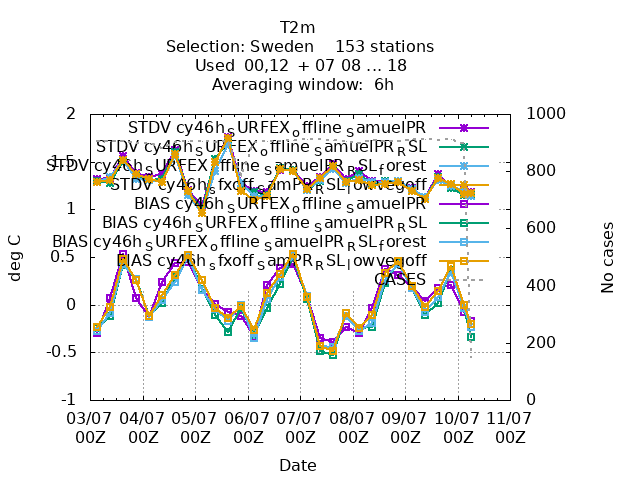 T2m
Selection: Sweden 153 stations
Used 00,12 + 07 08 ... 18
Averaging window: 6h
2
1.5
1
0.5
0
-0.5
-1
deg C
1000
800
600
400
200
0
No cases
STDV cy46h_SURFEX_offline_SamuelPR
STDV cy46h_SURFEX_offline_SamuelPR_RSL
STDV cy46h_SURFEX_offline_SamuelPR_RSL_forest
STDV cy46h_sfxoff_SamPR_RSL_lowvegoff
BIAS cy46h_SURFEX_offline_SamuelPR
BIAS cy46h_SURFEX_offline_SamuelPR_RSL
BIAS cy46h_SURFEX_offline_SamuelPR_RSL_forest
BIAS cy46h_sfxoff_SamPR_RSL_lowvegoff
CASES
03/07 04/07 05/07 06/07 07/07 08/07 09/07 10/07 11/07
00Z 00Z 00Z 00Z 00Z 00Z 00Z 00Z 00Z
Date